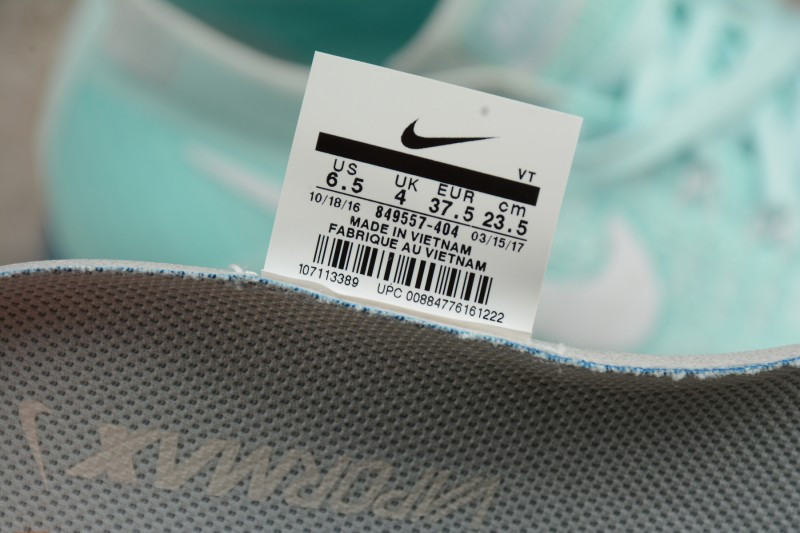 VT
US UK EUR cm
6.5 4 37.5 23.5
10/18/16 849557-404 03/15/17
MADE IN VIETNAM
FABRIQUE AU VIETNAM
107113389 UPC 00884776161222
VAPORMAX